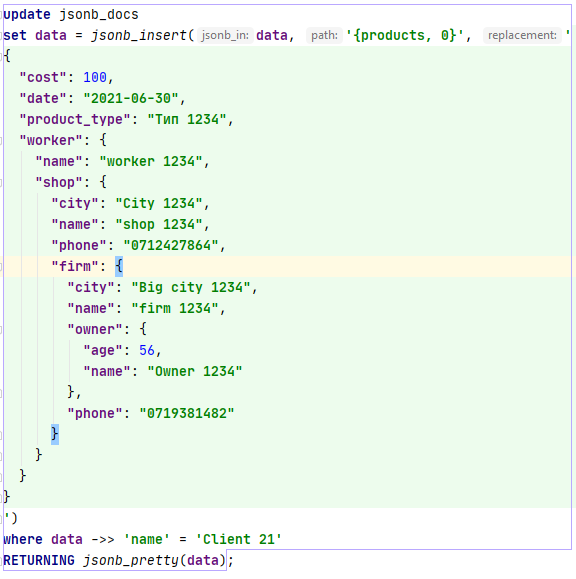 update jsonb_docs
set data = jsonb_insert( jsonb_in: data, path: '{products, 0}', replacement: '
{
  "cost": 100,
  "date": "2021-06-30",
  "product_type": "Тип 1234",
  "worker": {
    "name": "worker 1234",
    "shop": {
      "city": "City 1234",
      "name": "shop 1234",
      "phone": "0712427864",
      "firm": {
        "city": "Big city 1234",
        "name": "firm 1234",
        "owner": {
          "age": 56,
          "name": "Owner 1234"
        },
        "phone": "0719381482"
      }
    }
  }
}
')
where data ->> 'name' = 'Client 21'
RETURNING jsonb_pretty(data);